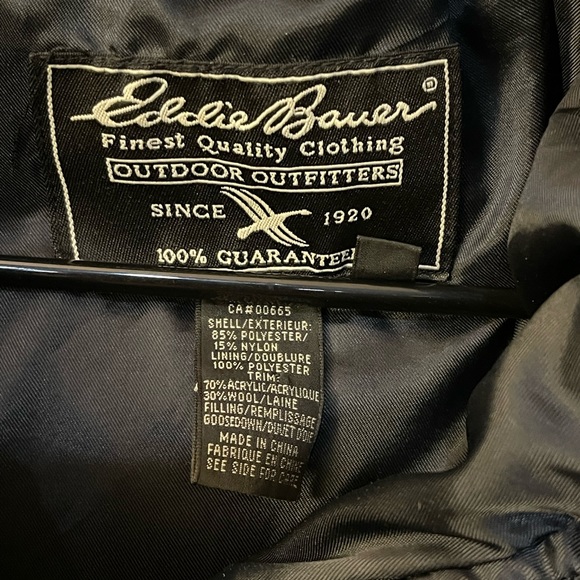 Eddie Bauer ®
Finest Quality Clothing
OUTDOOR OUTFITTERS
SINCE 1920
100% GUARANTEE
CA#00665
SHELL/EXTERIEUR:
85% POLYESTER/
15% NYLON
LINING/DOUBLURE
100% POLYESTER
TRIM:
70% ACRYLIC/ACRYLIQUE
30% WOOL/LAINE
FILLING/REMPLISSAGE
GOOSEDOWN/DUVET D'OIE
MADE IN CHINA
FABRIQUE EN CHINE
SEE SIDE FOR CARE